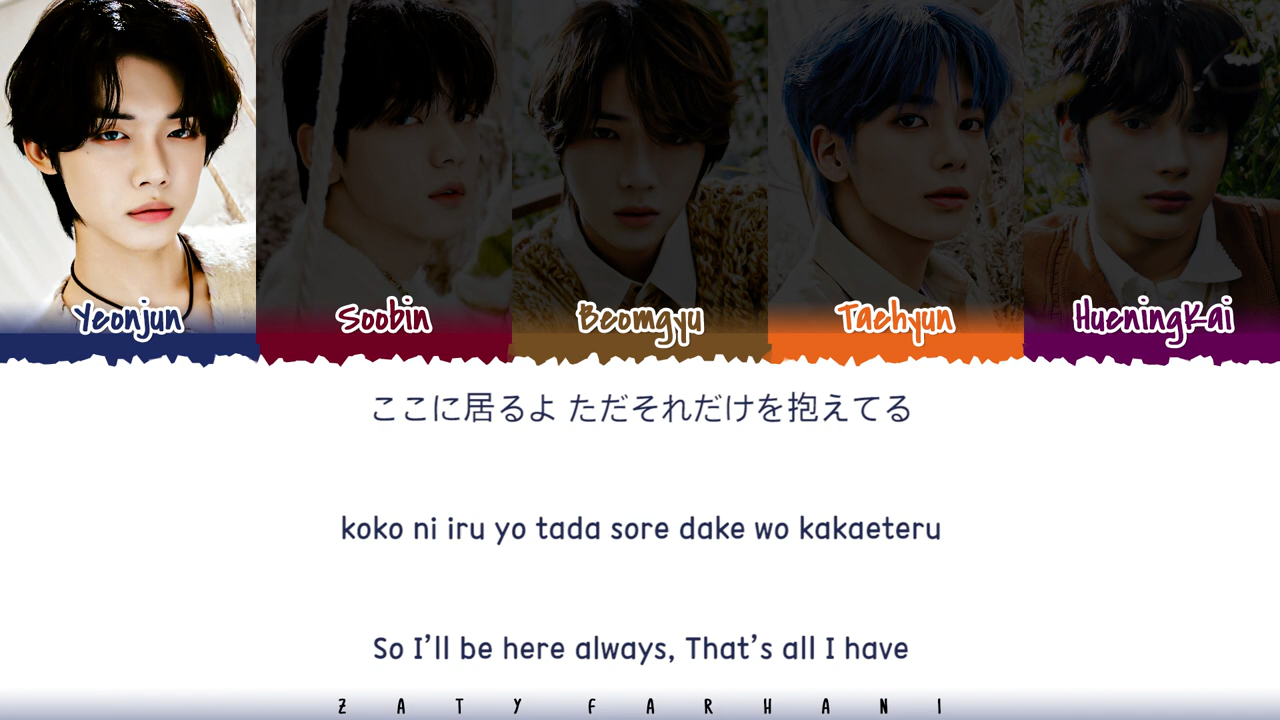 Yeonjun Soobin Beomgyu Taehyun HueningKai
ここに居るよ ただそれだけを抱えてる
koko ni iru yo tada sore dake wo kakaeteru
So I'll be here always, That's all I have
ZATY FARHANI